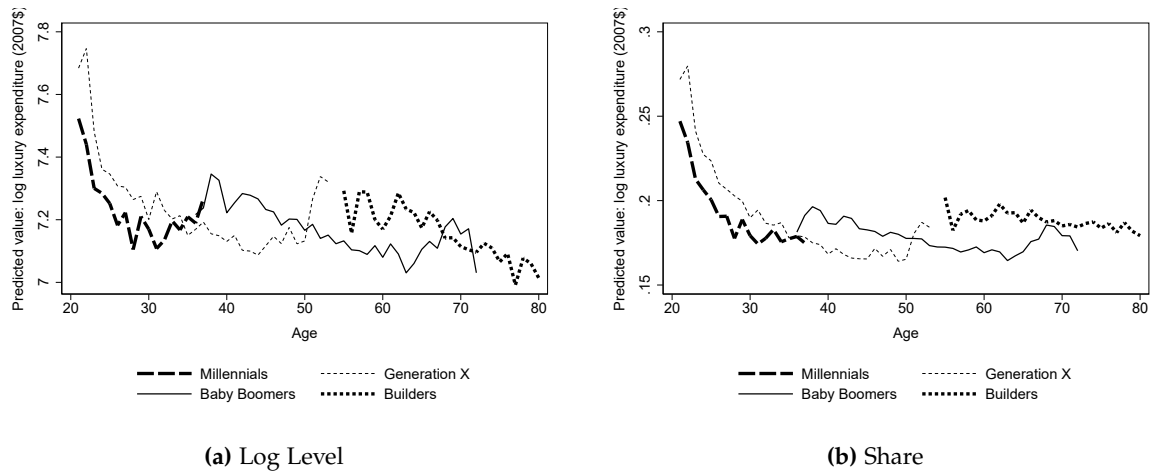 Predicted value: log luxury expenditure (2007$)
7.8
7.6
7.4
7.2
7
20 30 40 50 60 70 80
Age
Millennials Generation X
Baby Boomers Builders
(a) Log Level
Predicted value: log luxury expenditure (2007$)
.3
.25
.2
.15
20 30 40 50 60 70 80
Age
Millennials Generation X
Baby Boomers Builders
(b) Share